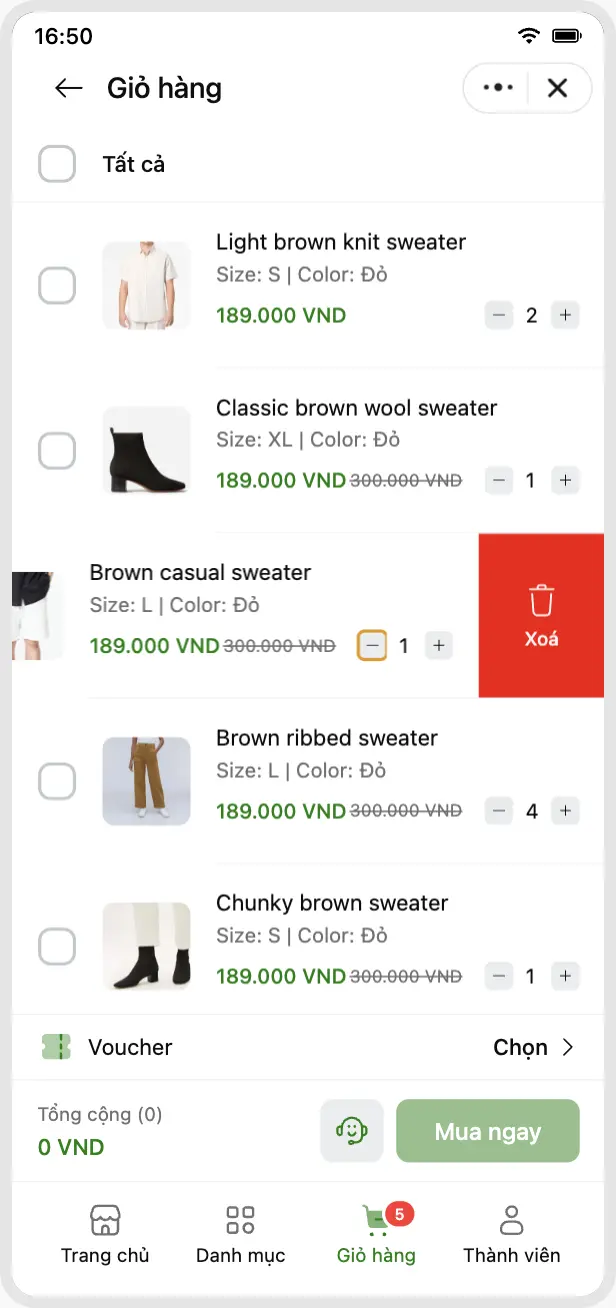 16:50
Giỏ hàng
Tất cả
Light brown knit sweater
Size: S | Color: Đỏ
189.000 VND
2
Classic brown wool sweater
Size: XL | Color: Đỏ
189.000 VND 300.000 VND
1
Brown casual sweater
Size: L | Color: Đỏ
189.000 VND 300.000 VND
1
Xoá
Brown ribbed sweater
Size: L | Color: Đỏ
189.000 VND 300.000 VND
4
Chunky brown sweater
Size: S | Color: Đỏ
189.000 VND 300.000 VND
1
Voucher
Chọn
Tổng cộng (0)
0 VND
Mua ngay
5
Trang chủ
Danh mục
Giỏ hàng
Thành viên